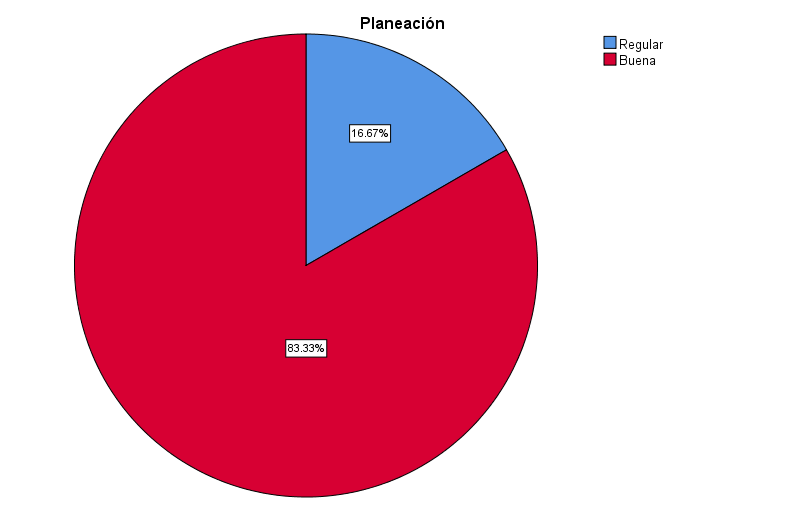 Planeación
Regular
Buena
16.67%
83.33%